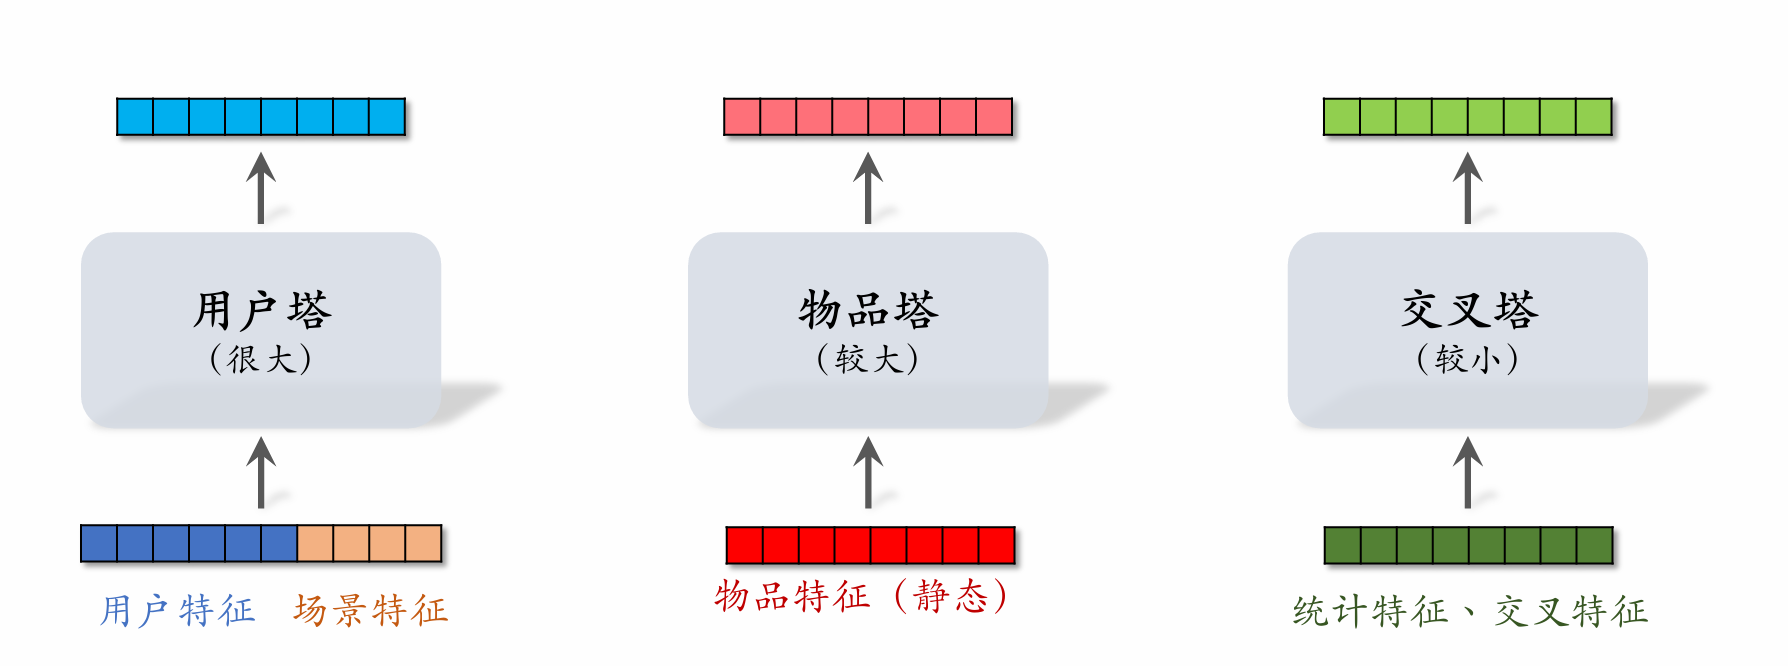 用户塔
（很大）
物品塔
（较大）
交叉塔
（较小）
用户特征 场景特征
物品特征（静态）
统计特征、交叉特征